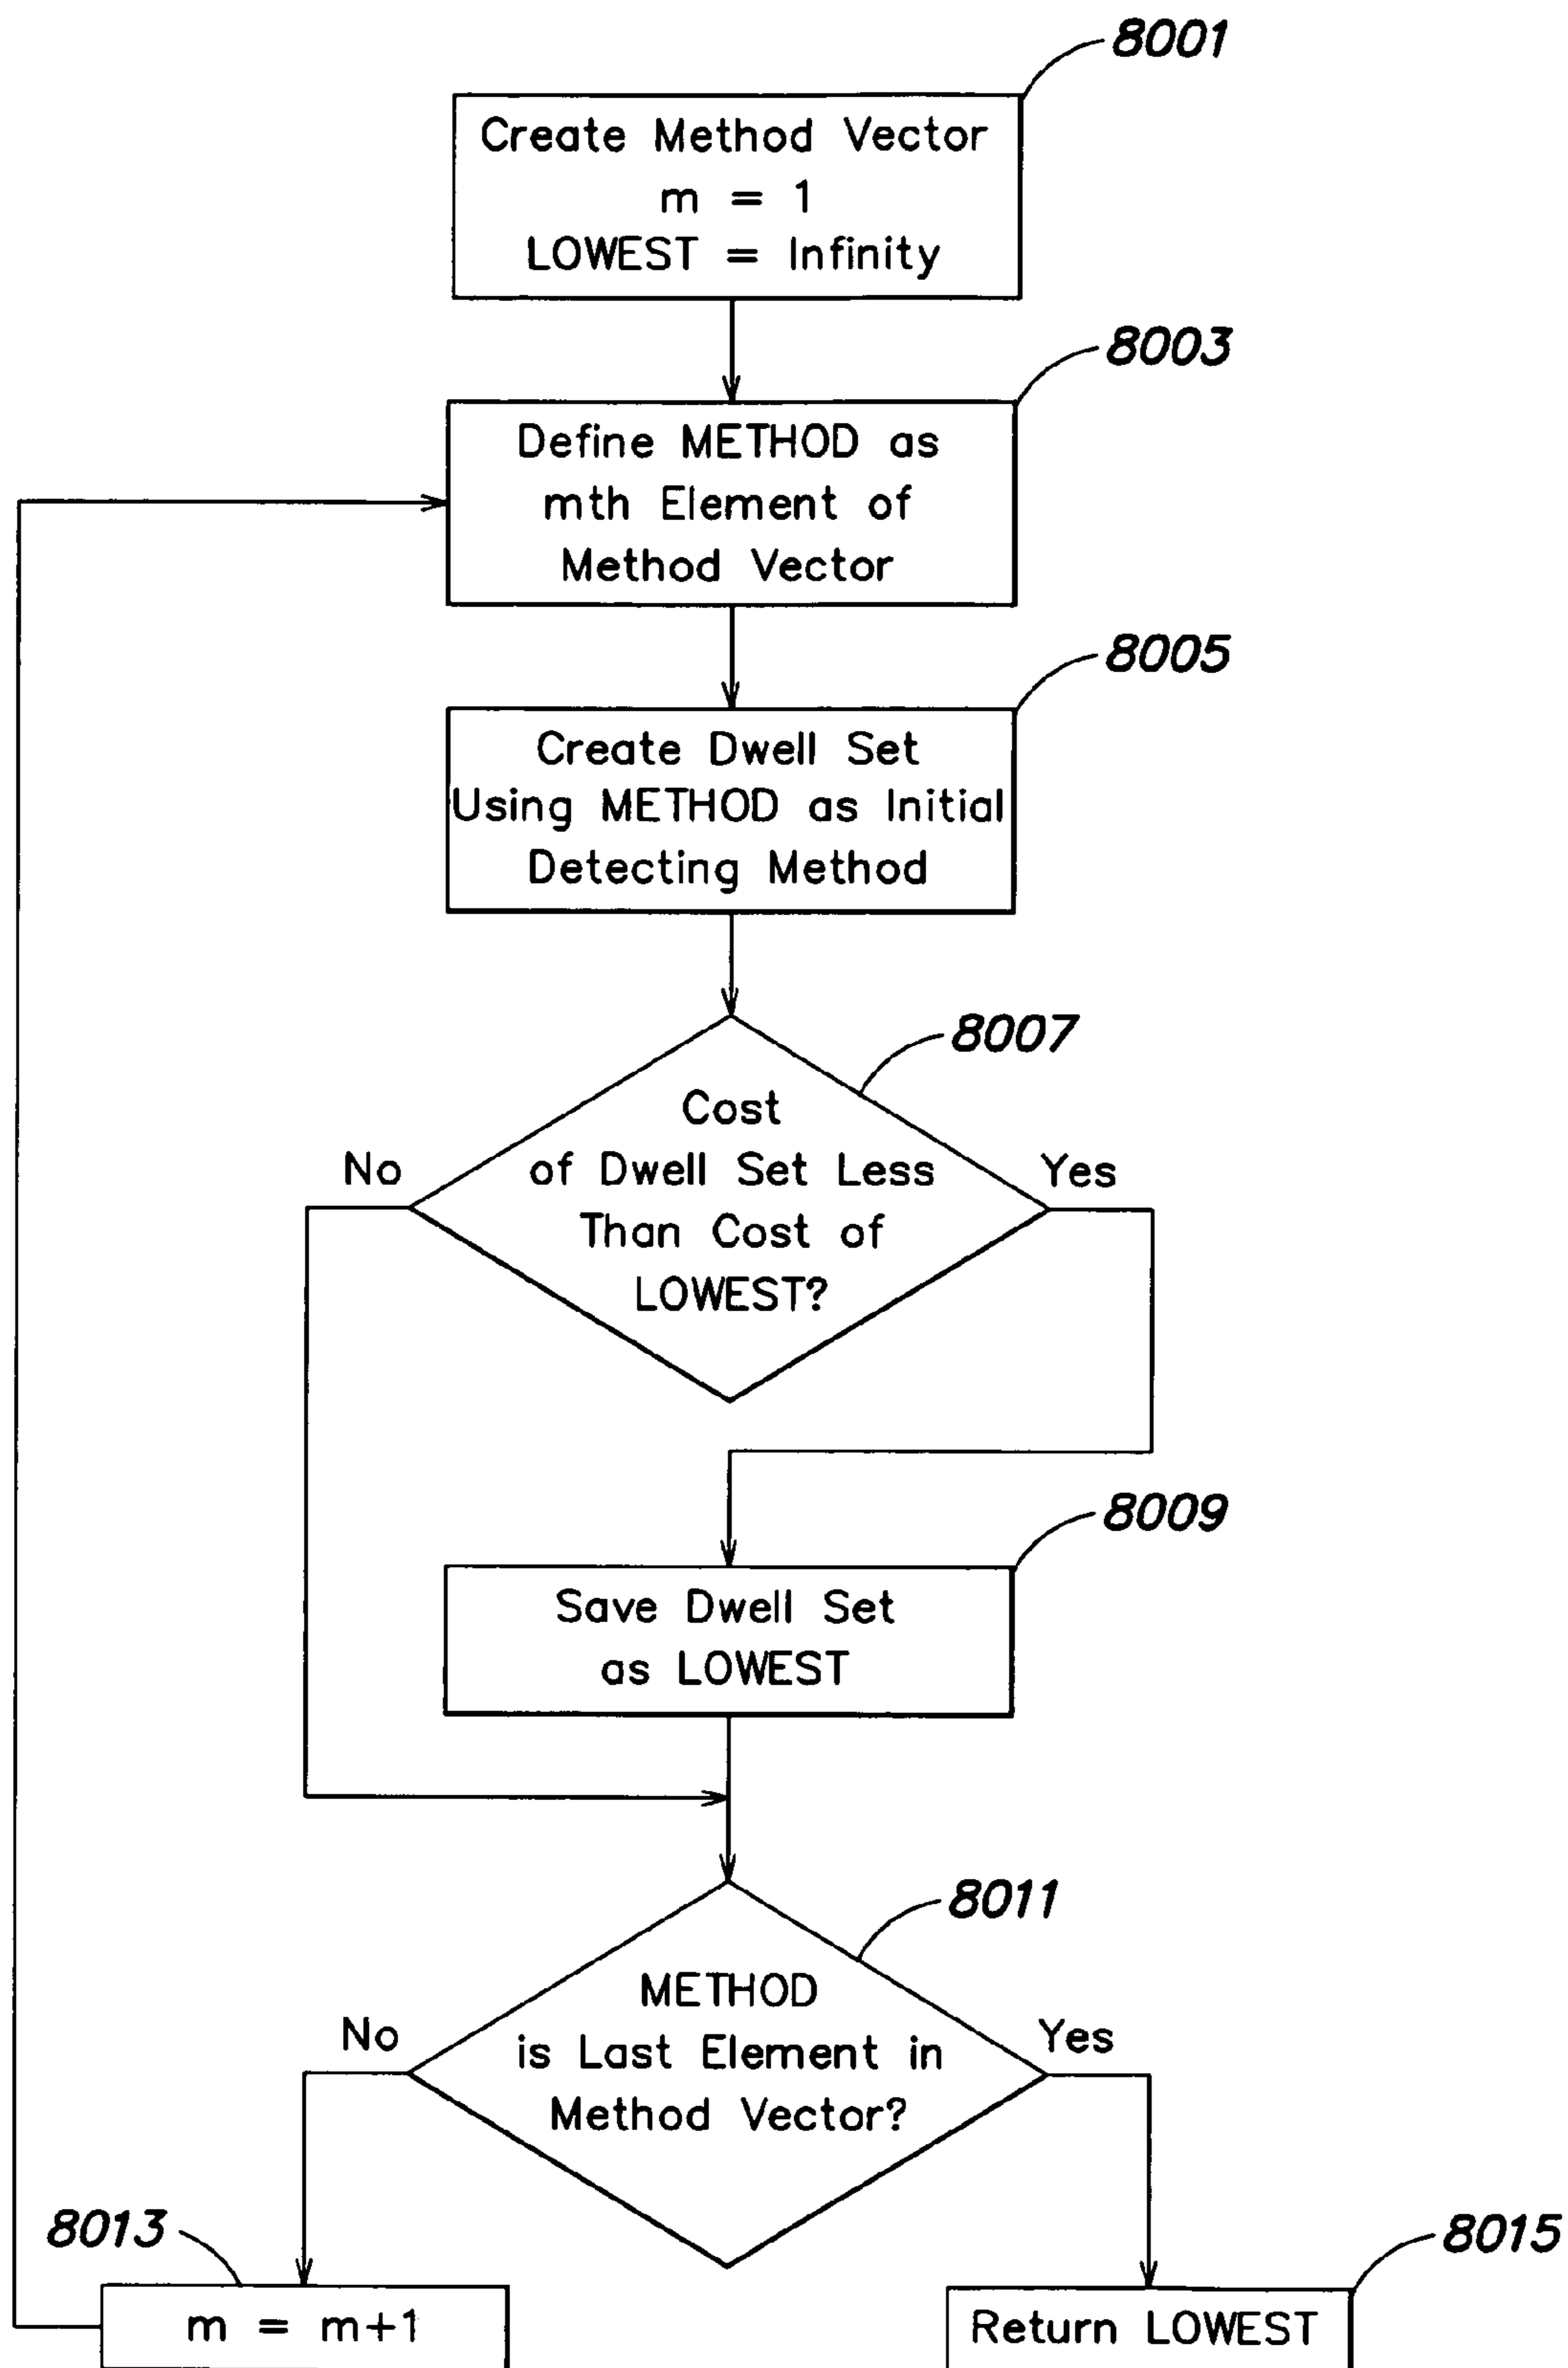 8001
Create Method Vector
m = 1
LOWEST = Infinity
8003
Define METHOD as
mth Element of
Method Vector
8005
Create Dwell Set
Using METHOD as Initial
Detecting Method
8007
Cost
of Dwell Set Less
Than Cost of
LOWEST?
No
Yes
8009
Save Dwell Set
as LOWEST
8011
METHOD
is Last Element in
Method Vector?
No
Yes
8013
m = m+1
8015
Return LOWEST